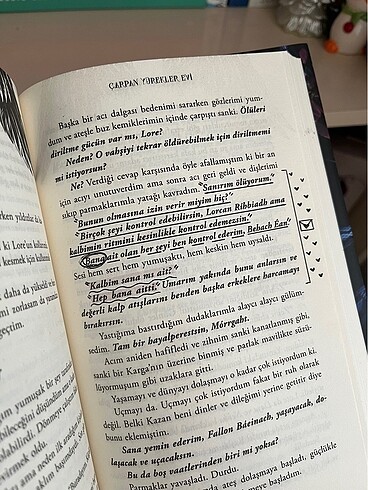 ÇARPAN YÜREKLER EVİ
Başka bir acı dalgası bedenimi sararken gözlerimi yum-
dum ve ateşle buz kemiklerimin içinde çarpıştı sanki. Ölüleri
diriltme gücün var mı, Lore?
Neden? O vahşiyi tekrar öldürebilmek için diriltmemi
mi istiyorsun?
Ne? Verdiği cevap karşısında öyle afallamıştım ki bir an
için acıyı unutuverdim ama sonra acı geri geldi ve dişlerimi
sıkıp parmaklarımla yatağı kavradım. "Sanırım ölüyorum."
"Bunun olmasına izin verir miyim hiç?"
"Birçok şeyi kontrol edebilirsin, Lorcan Ríhbiadh ama
kalbimin ritmini kesinlikle kontrol edemezsin."
"Bana ait olan her şeyi ben kontrol ederim, Behach Éan."
Sesi hem sert hem yumuşaktı, hem keskin hem uysaldı.
"Kalbim sana mı ait?"
"Hep bana aitti. Umarım yakında bunu anlarsın ve
değerli kalp atışlarını benden başka erkeklere harcamayı
bırakırsın.
Yastığıma bastırdığım dudaklarımla alaycı alaycı gülüm-
sedim. Tam bir hayalperestsin, Mórrgaht.
Acım aniden hafifledi ve zihnim sanki kanatlanmış gibi,
sanki bir Karga'nın üzerine binmiş ve parlak mavilikte süzü-
lüyormuşum gibi uzaklara gitti.
Yaşamayı ve dünyayı dolaşmayı o kadar çok istiyordum ki.
Uçmayı da. Uçmayı çok istiyordum fakat bir ruh olarak
değil. Belki Kazan beni dinler ve dileğimi yerine getirir diye
bunu eklemiştim.
Sana yemin ederim, Fallon Báeinach, yaşayacak, do-
laşacak ve uçacaksın.
Bu da boş vaatlerinden biri mi yoksa?
Parmaklar yavaşladı. Durdu.